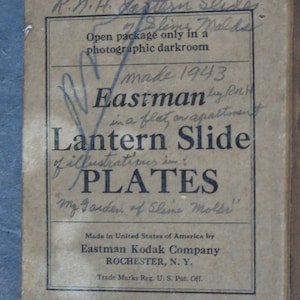 R.N.H. Lantern Slides
of Slime Molds
Open package only in a
photographic darkroom
made 1943
Eastman
by RNH
in a flat, an apartment
Lantern Slide
of illustrations in:
PLATES
"My Garden of Slime Molds"
Made in United States of America by
Eastman Kodak Company
ROCHESTER, N. Y.
Trade Marks Reg. U. S. Pat. Off.